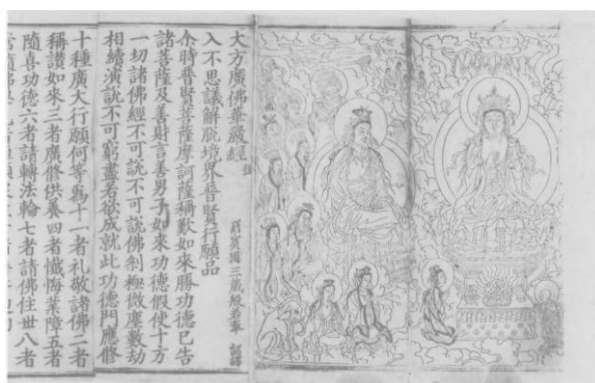 大方廣佛華嚴經 罽賓國三藏般若奉 詔譯
入不思議解脫境界普賢行願品
尒時普賢菩薩摩訶薩稱歎如來勝功德已告
諸菩薩及善財言善男子如來功德假使十方
一切諸佛經不可說不可說佛剎極微塵數劫
相續演說不可窮盡若欲成就此功德門應修
十種廣大行願何等為十一者礼敬諸佛二者
稱讚如來三者廣修供養四者懺悔業障五者
隨喜功德六者請轉法輪七者請佛住世八者